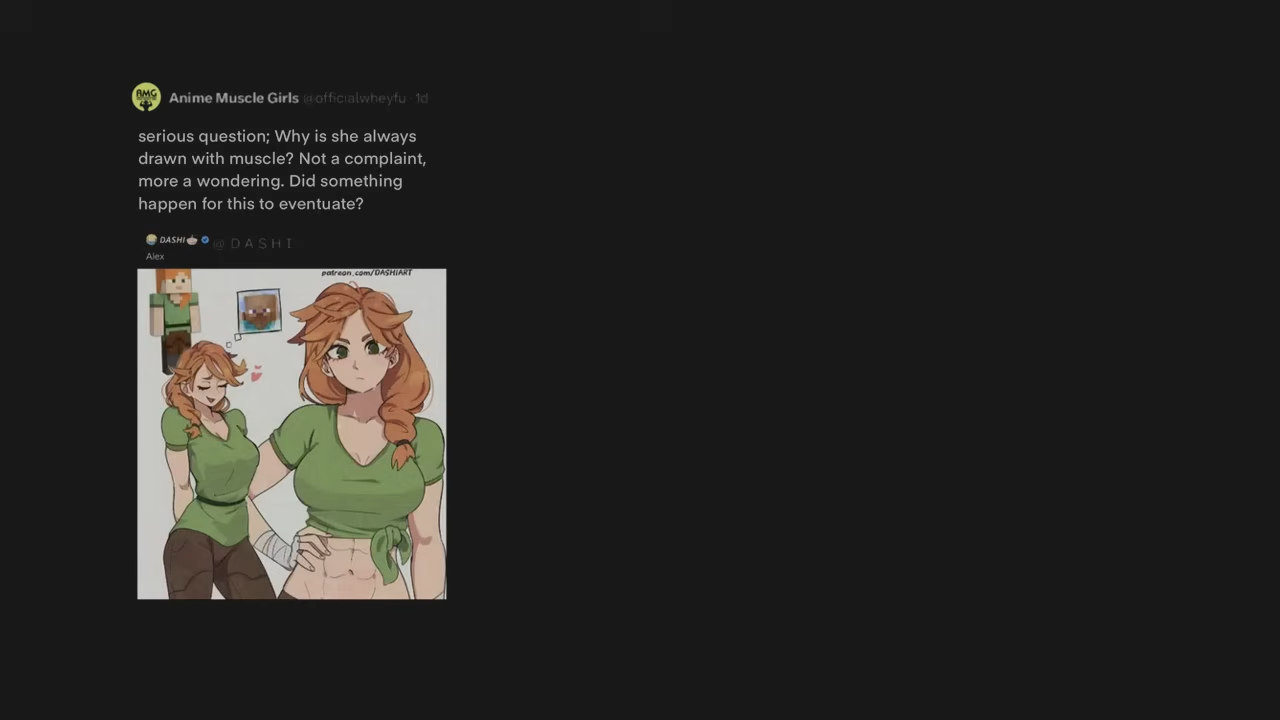 AMG
Anime Muscle Girls @officialwheyfu · 1d
serious question; Why is she always
drawn with muscle? Not a complaint,
more a wondering. Did something
happen for this to eventuate?
DASHI @DASHI
Alex
patreon.com/DASHiART